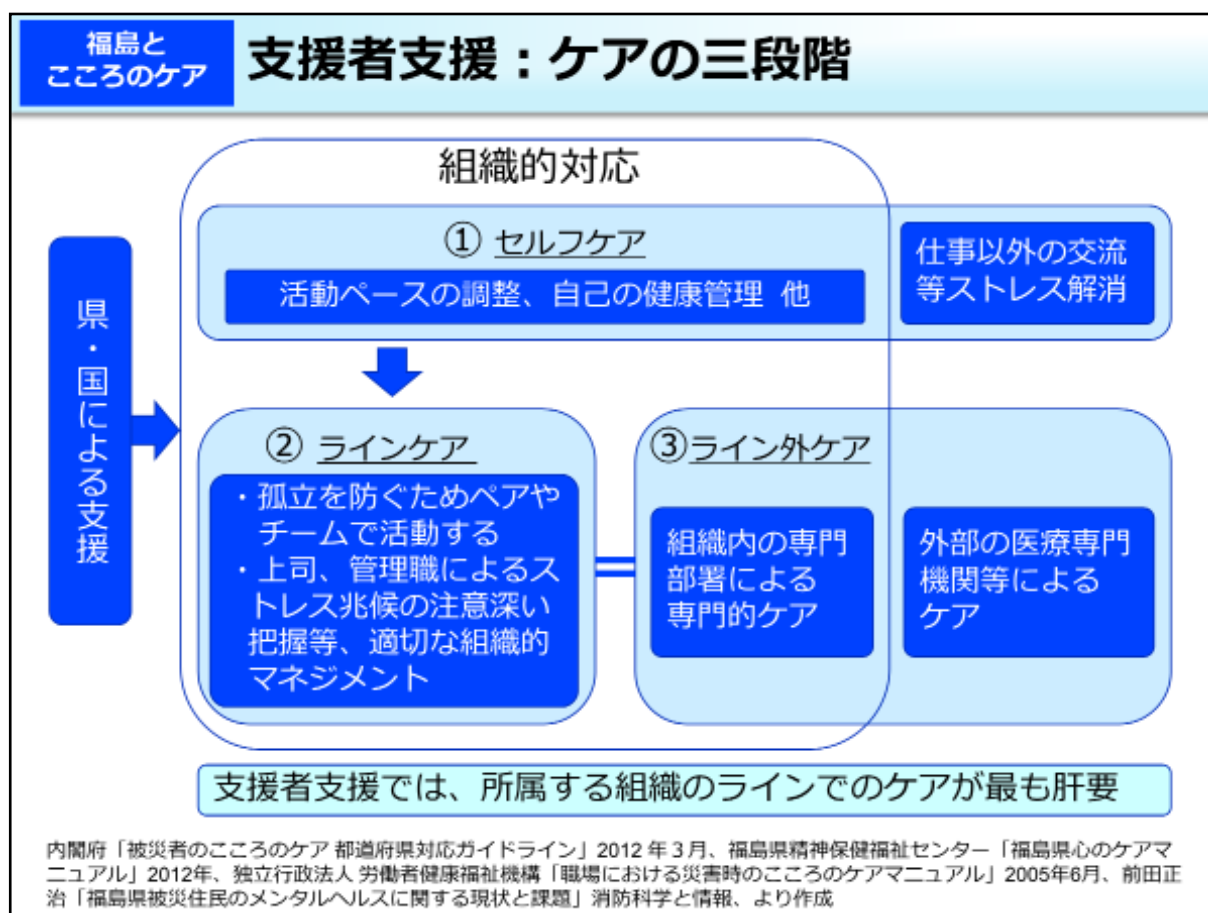 福島と
こころのケア
支援者支援：ケアの三段階
組織的対応
① セルフケア
活動ペースの調整、自己の健康管理 他
仕事以外の交流
等ストレス解消
県・国による支援
② ラインケア
・孤立を防ぐためペアや
チームで活動する
・上司、管理職によるス
トレス兆候の注意深い
把握等、適切な組織的
マネジメント
③ライン外ケア
組織内の専門
部署による
専門的ケア
外部の医療専門
機関等による
ケア
支援者支援では、所属する組織のラインでのケアが最も肝要
内閣府「被災者のこころのケア 都道府県対応ガイドライン」2012 年３月、福島県精神保健福祉センター「福島県心のケアマ
ニュアル」2012年、独立行政法人 労働者健康福祉機構「職場における災害時のこころのケアマニュアル」2005年6月、前田正
治「福島県被災住民のメンタルヘルスに関する現状と課題」消防科学と情報、より作成